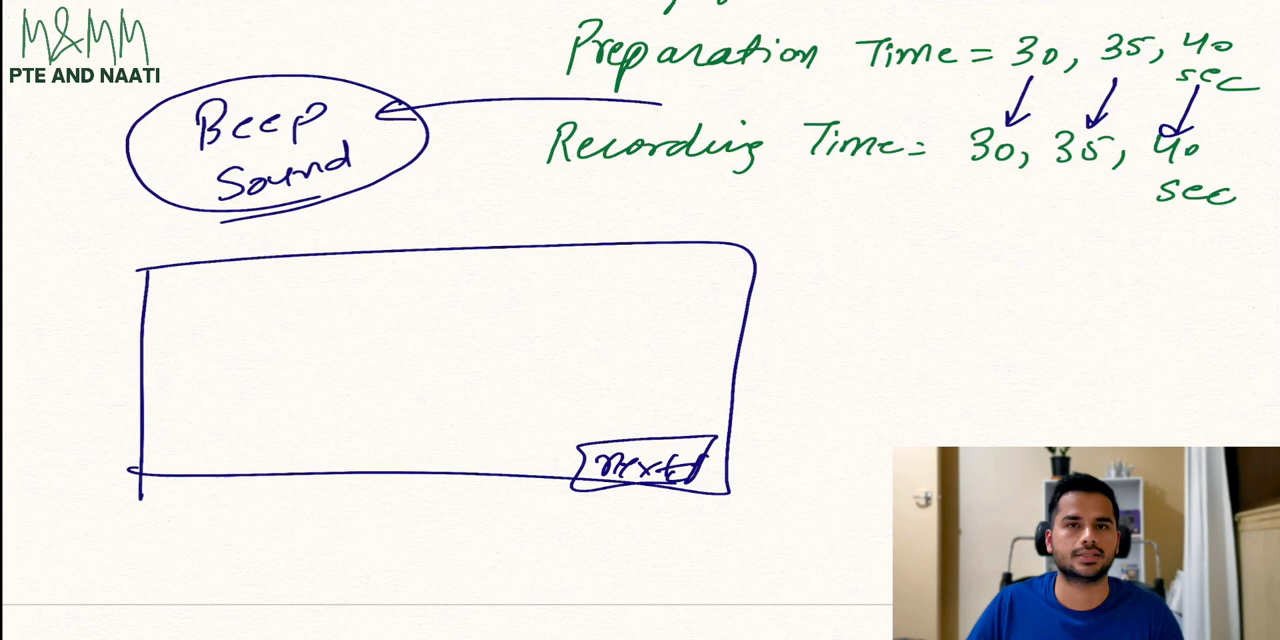 M&MM
PTE AND NAATI
Preparation Time = 30, 35, 40
sec
Beep
Sound
Recording Time = 30, 35, 40
sec
next